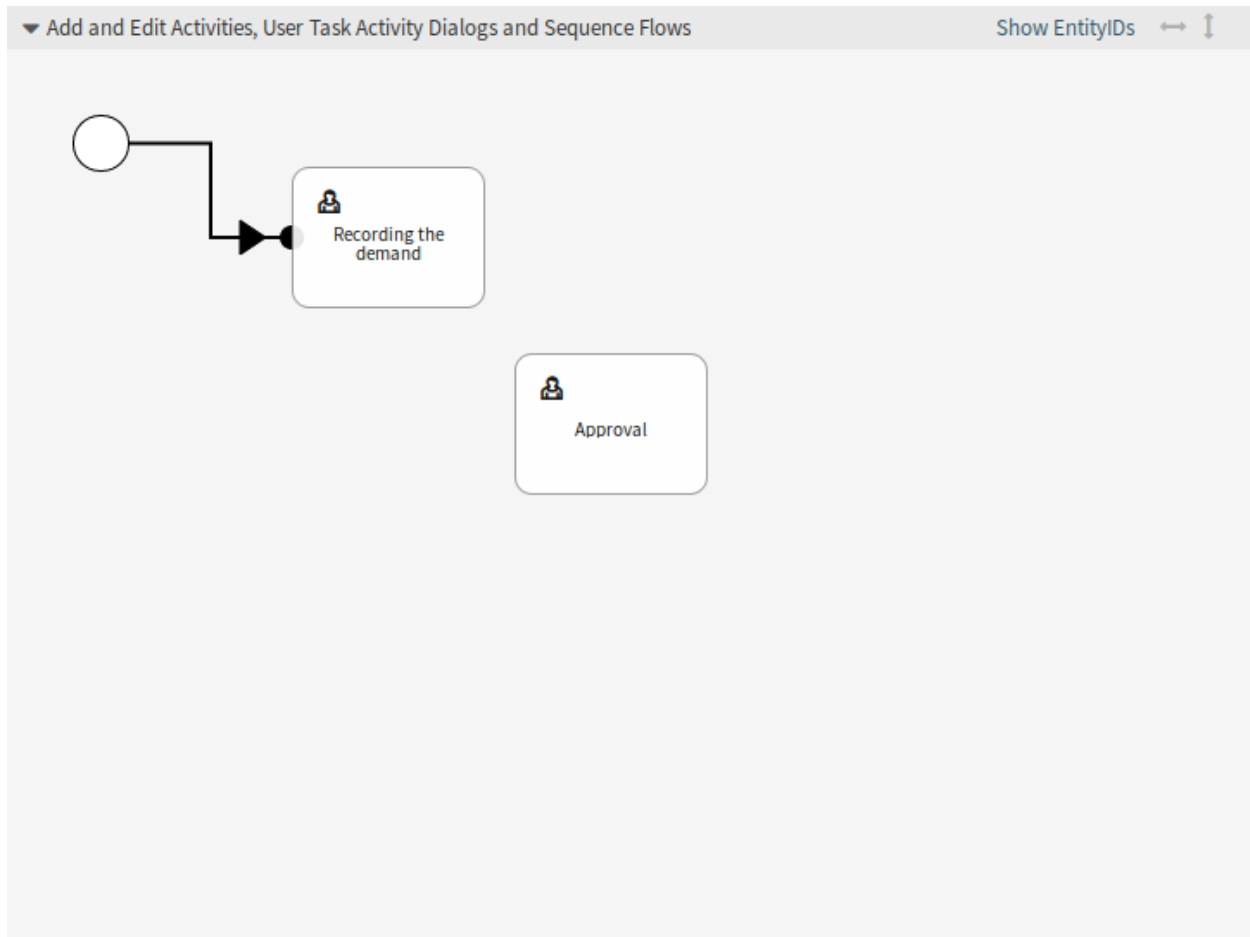 Add and Edit Activities, User Task Activity Dialogs and Sequence Flows
Show EntityIDs
Recording the
demand
Approval